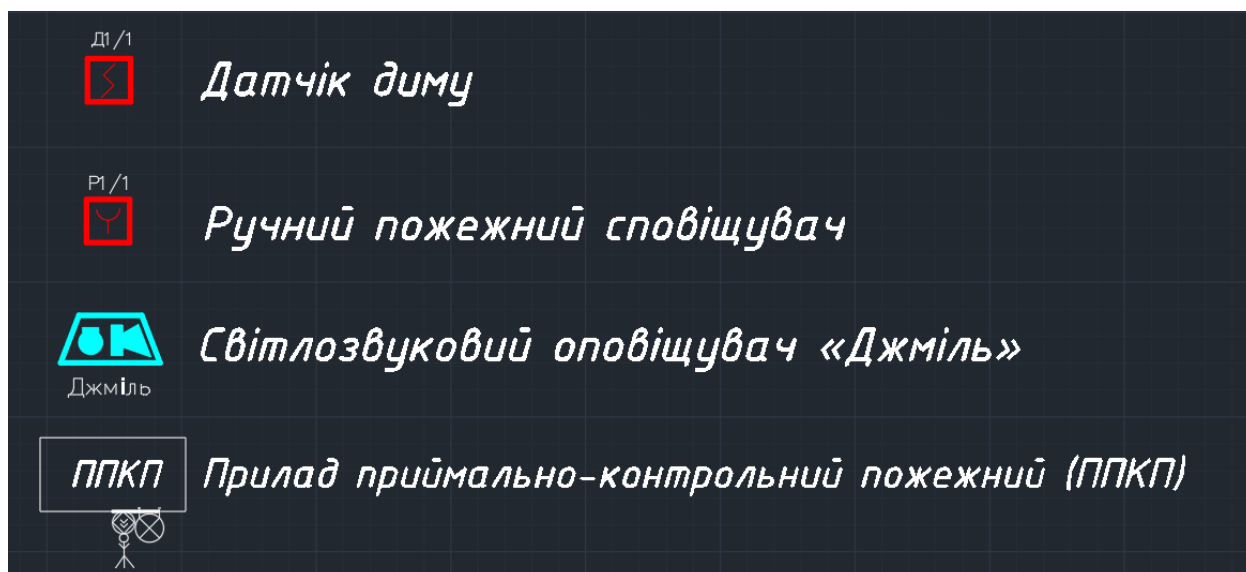 Д1/1
Датчік диму
Р1/1
Ручний пожежний сповіщувач
Світлозвуковий оповіщувач «Джміль»
Джміль
ППКП
Прилад приймально-контрольний пожежний (ППКП)